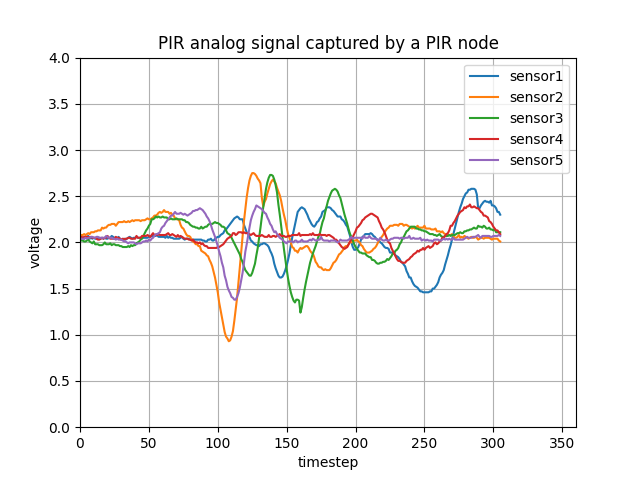 PIR analog signal captured by a PIR node
4.0
3.5
3.0
2.5
2.0
1.5
1.0
0.5
0.0
voltage
sensor1
sensor2
sensor3
sensor4
sensor5
0 50 100 150 200 250 300 350
timestep